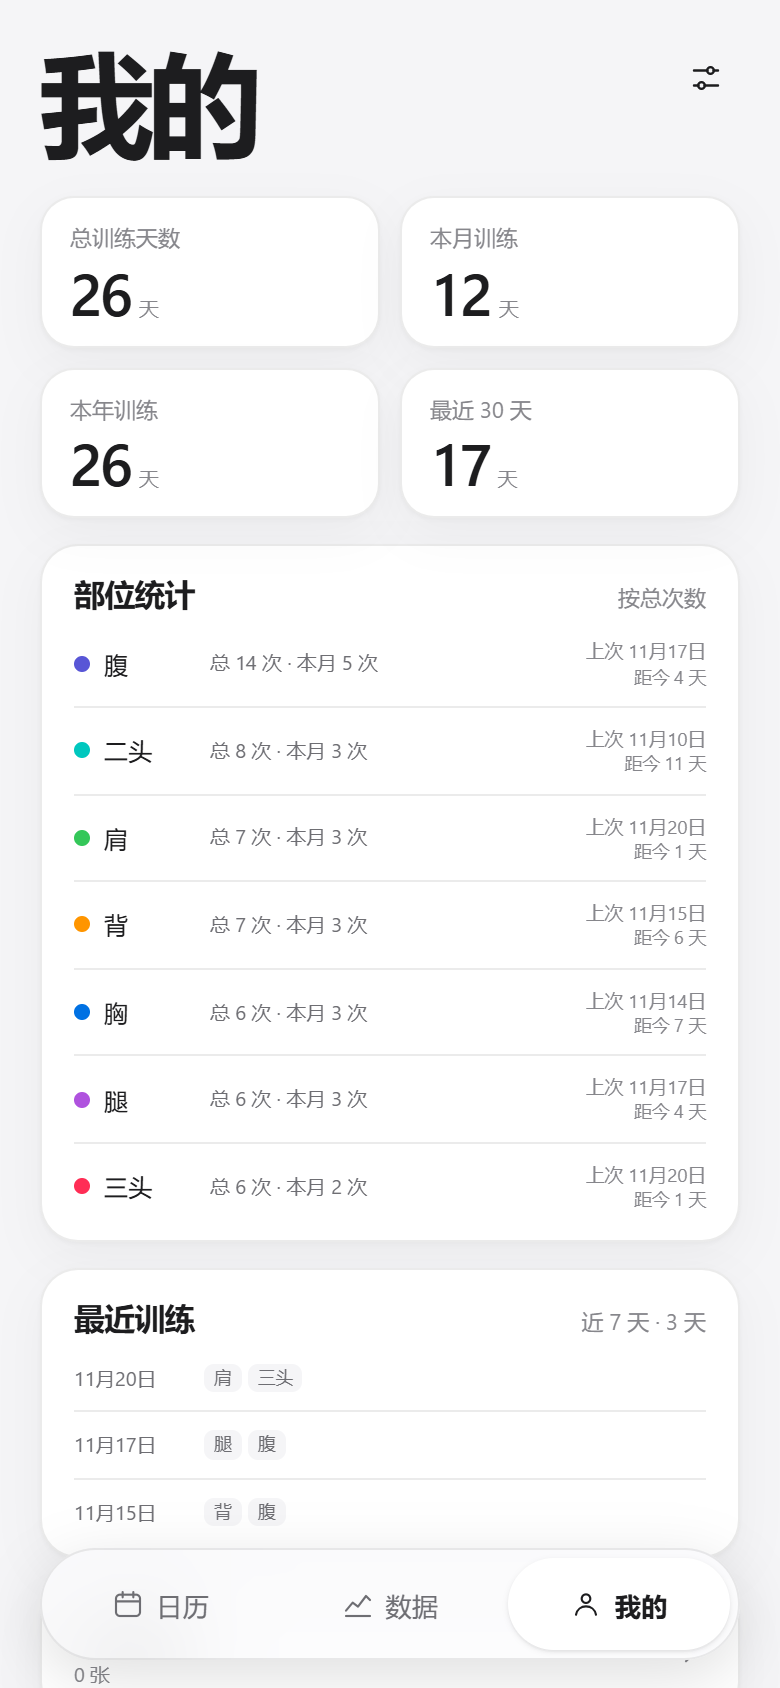 我的
总训练天数
26 天
本月训练
12 天
本年训练
26 天
最近 30 天
17 天
部位统计
按总次数
腹
总 14 次 · 本月 5 次
上次 11月17日
距今 4 天
二头
总 8 次 · 本月 3 次
上次 11月10日
距今 11 天
肩
总 7 次 · 本月 3 次
上次 11月20日
距今 1 天
背
总 7 次 · 本月 3 次
上次 11月15日
距今 6 天
胸
总 6 次 · 本月 3 次
上次 11月14日
距今 7 天
腿
总 6 次 · 本月 3 次
上次 11月17日
距今 4 天
三头
总 6 次 · 本月 2 次
上次 11月20日
距今 1 天
最近训练
近 7 天 · 3 天
11月20日
肩 三头
11月17日
腿 腹
11月15日
背 腹
日历
数据
我的
0 张